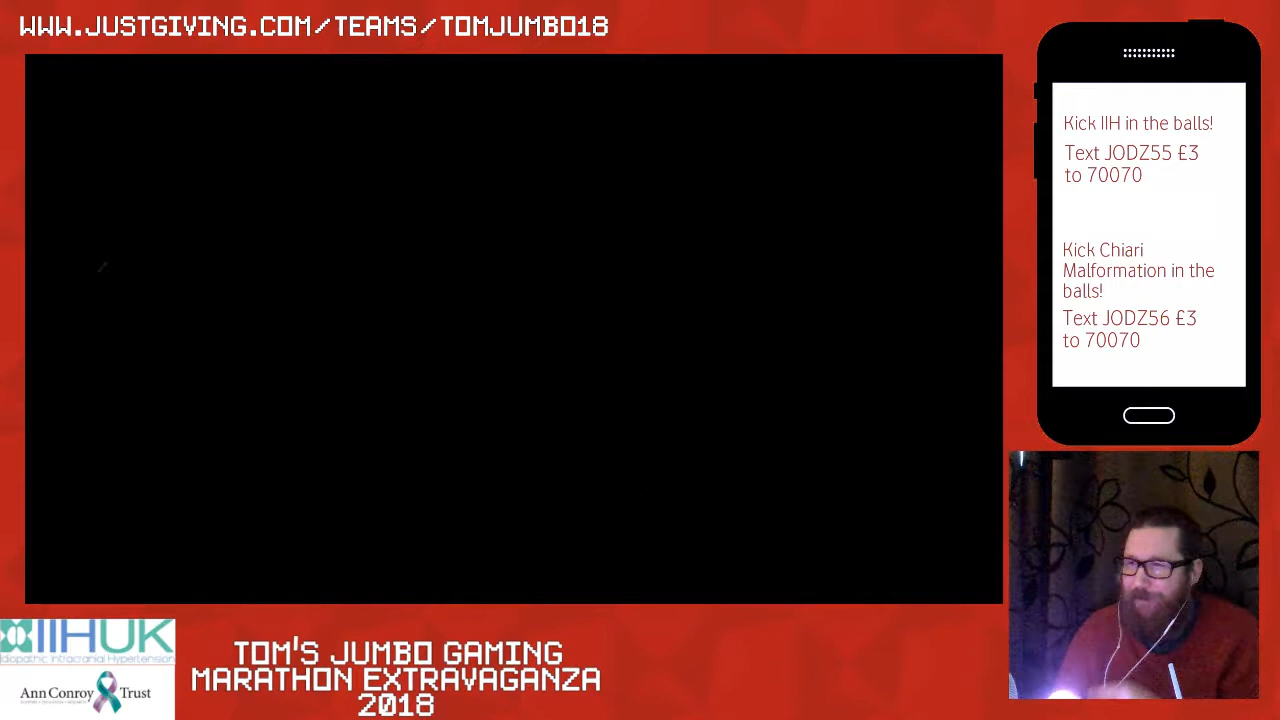 WWW.JUSTGIVING.COM/TEAMS/TOMJUMBO18
Kick IIH in the balls!
Text JODZ55 £3
to 70070
Kick Chiari
Malformation in the
balls!
Text JODZ56 £3
to 70070
IIHUK
Idiopathic Intracranial Hypertension
Ann Conroy Trust
TOM'S JUMBO GAMING
MARATHON EXTRAVAGANZA
2018